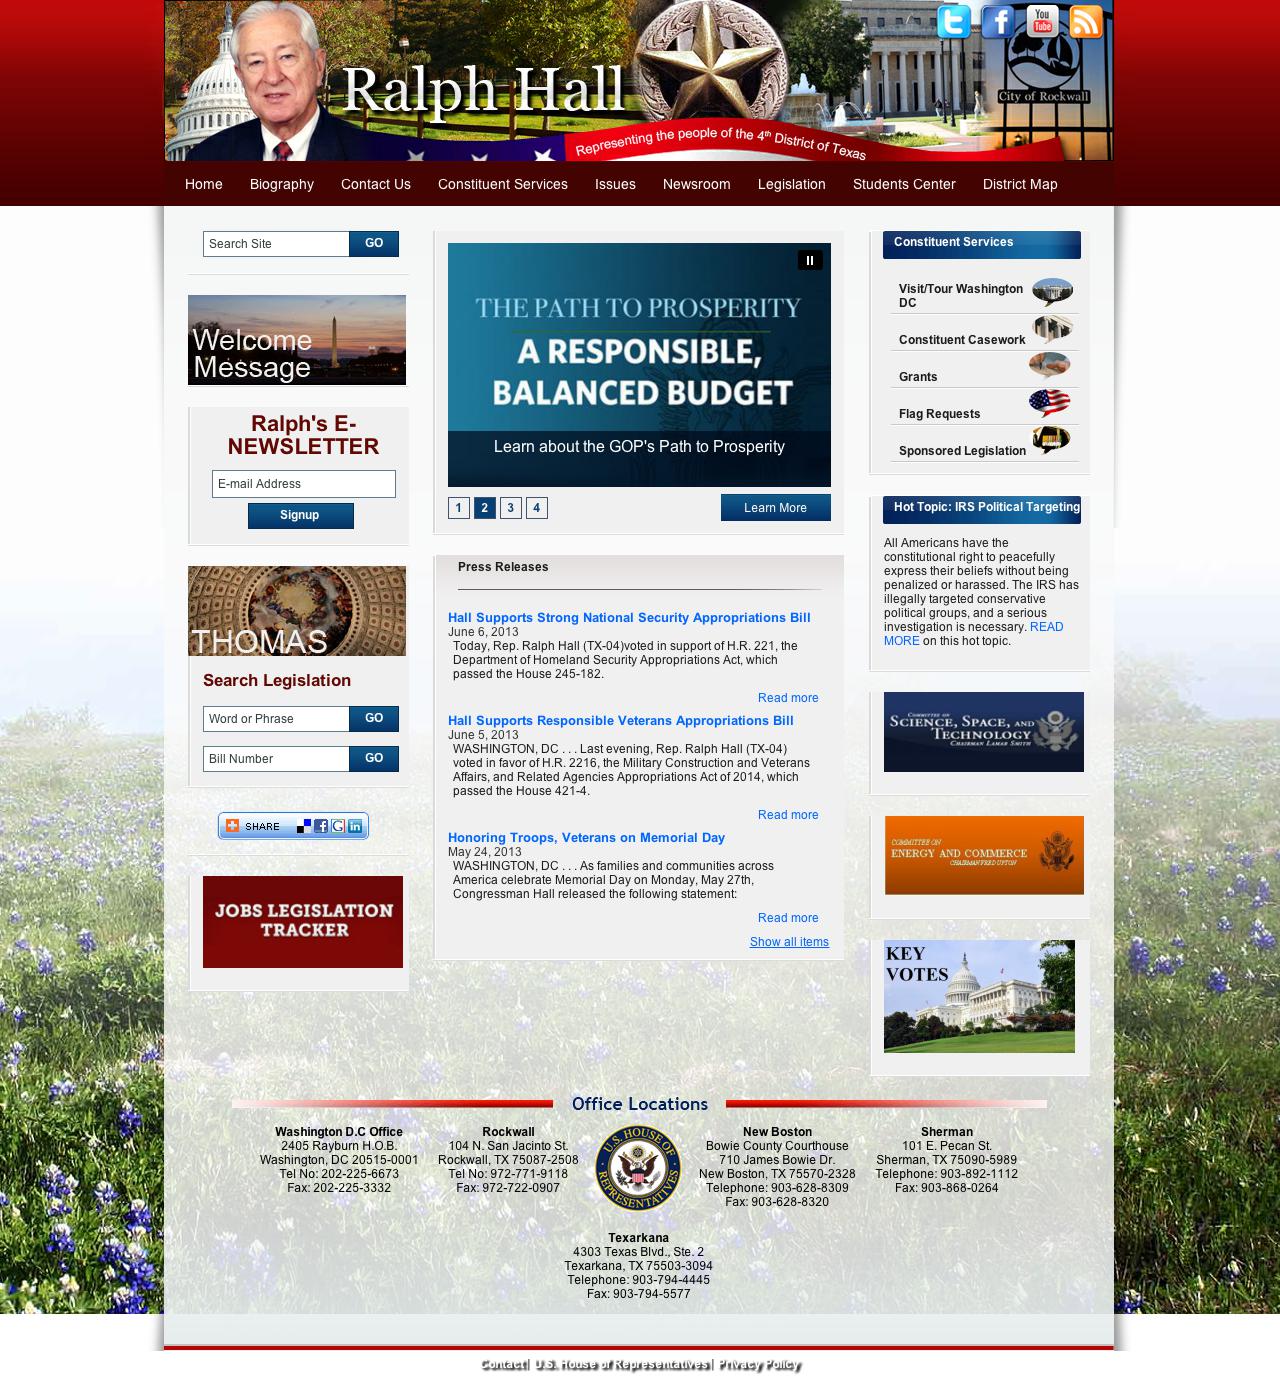 Ralph Hall
Representing the people of the 4th District of Texas
You
Tube
City of Rockwall
Home Biography Contact Us Constituent Services Issues Newsroom Legislation Students Center District Map
Search Site GO
Welcome
Message
Ralph's E-
NEWSLETTER
E-mail Address
Signup
THOMAS
Search Legislation
Word or Phrase GO
Bill Number GO
SHARE
JOBS LEGISLATION
TRACKER
THE PATH TO PROSPERITY
A RESPONSIBLE,
BALANCED BUDGET
Learn about the GOP's Path to Prosperity
1 2 3 4 Learn More
Press Releases
Hall Supports Strong National Security Appropriations Bill
June 6, 2013
Today, Rep. Ralph Hall (TX-04)voted in support of H.R. 221, the
Department of Homeland Security Appropriations Act, which
passed the House 245-182.
Read more
Hall Supports Responsible Veterans Appropriations Bill
June 5, 2013
WASHINGTON, DC . . . Last evening, Rep. Ralph Hall (TX-04)
voted in favor of H.R. 2216, the Military Construction and Veterans
Affairs, and Related Agencies Appropriations Act of 2014, which
passed the House 421-4.
Read more
Honoring Troops, Veterans on Memorial Day
May 24, 2013
WASHINGTON, DC . . . As families and communities across
America celebrate Memorial Day on Monday, May 27th,
Congressman Hall released the following statement:
Read more
Show all items
Constituent Services
Visit/Tour Washington
DC
Constituent Casework
Grants
Flag Requests
Sponsored Legislation
Hot Topic: IRS Political Targeting
All Americans have the
constitutional right to peacefully
express their beliefs without being
penalized or harassed. The IRS has
illegally targeted conservative
political groups, and a serious
investigation is necessary. READ
MORE on this hot topic.
COMMITTEE ON
SCIENCE, SPACE, AND
TECHNOLOGY
CHAIRMAN LAMAR SMITH
COMMITTEE ON
ENERGY AND COMMERCE
CHAIRMAN FRED UPTON
KEY
VOTES
Office Locations
Washington D.C Office
2405 Rayburn H.O.B.
Washington, DC 20515-0001
Tel No: 202-225-6673
Fax: 202-225-3332
Rockwall
104 N. San Jacinto St.
Rockwall, TX 75087-2508
Tel No: 972-771-9118
Fax: 972-722-0907
U.S. HOUSE OF
REPRESENTATIVES
New Boston
Bowie County Courthouse
710 James Bowie Dr.
New Boston, TX 75570-2328
Telephone: 903-628-8309
Fax: 903-628-8320
Sherman
101 E. Pecan St.
Sherman, TX 75090-5989
Telephone: 903-892-1112
Fax: 903-868-0264
Texarkana
4303 Texas Blvd., Ste. 2
Texarkana, TX 75503-3094
Telephone: 903-794-4445
Fax: 903-794-5577
Contact| U.S. House of Representatives| Privacy Policy